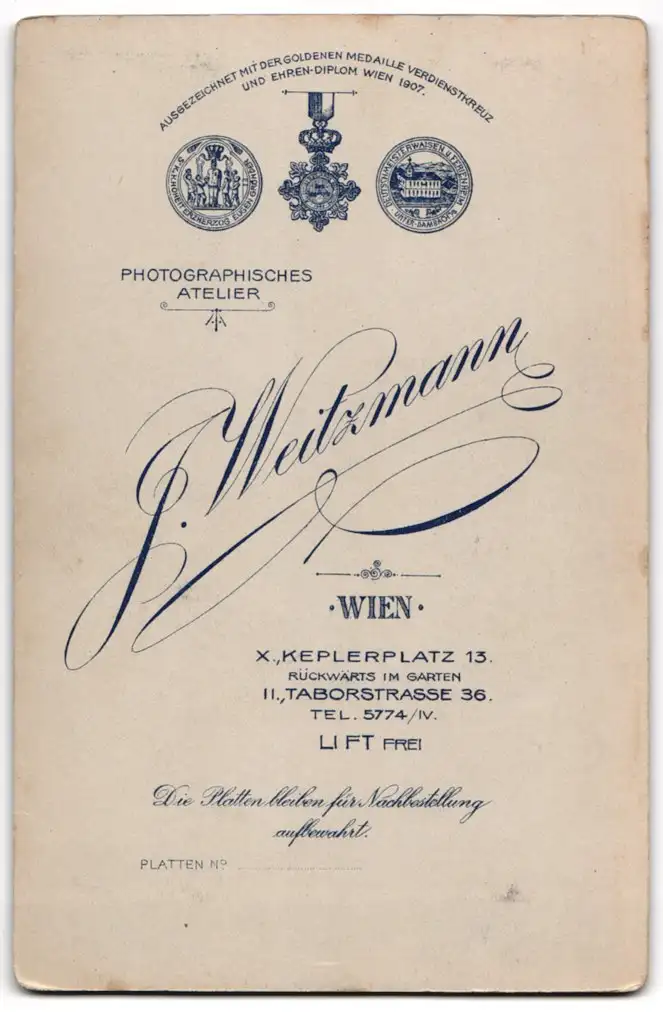 AUSGEZEICHNET MIT DER GOLDENEN MEDAILLE VERDIENSTKREUZ
UND EHREN-DIPLOM WIEN 1907.
PHOTOGRAPHISCHES
ATELIER
J. Weitzmann
·WIEN·
X., KEPLERPLATZ 13.
RÜCKWÄRTS IM GARTEN
II., TABORSTRASSE 36.
TEL. 5774/IV.
LIFT FREI
Die Platten bleiben für Nachbestellung
aufbewahrt.
PLATTEN No